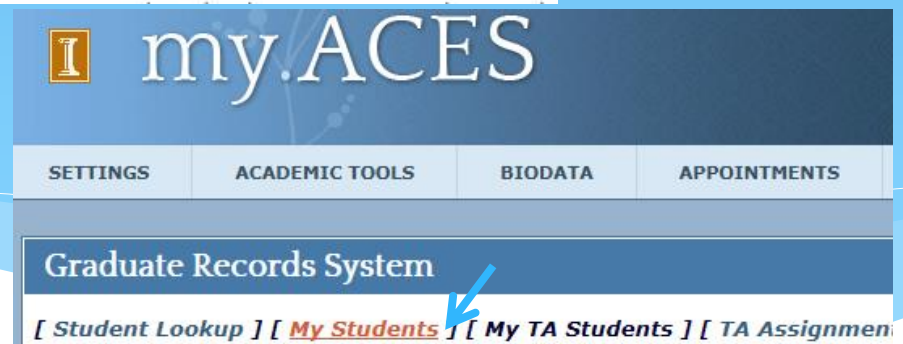 I my.ACES
SETTINGS ACADEMIC TOOLS BIODATA APPOINTMENTS
Graduate Records System
[ Student Lookup ] [ My Students ] [ My TA Students ] [ TA Assignmen